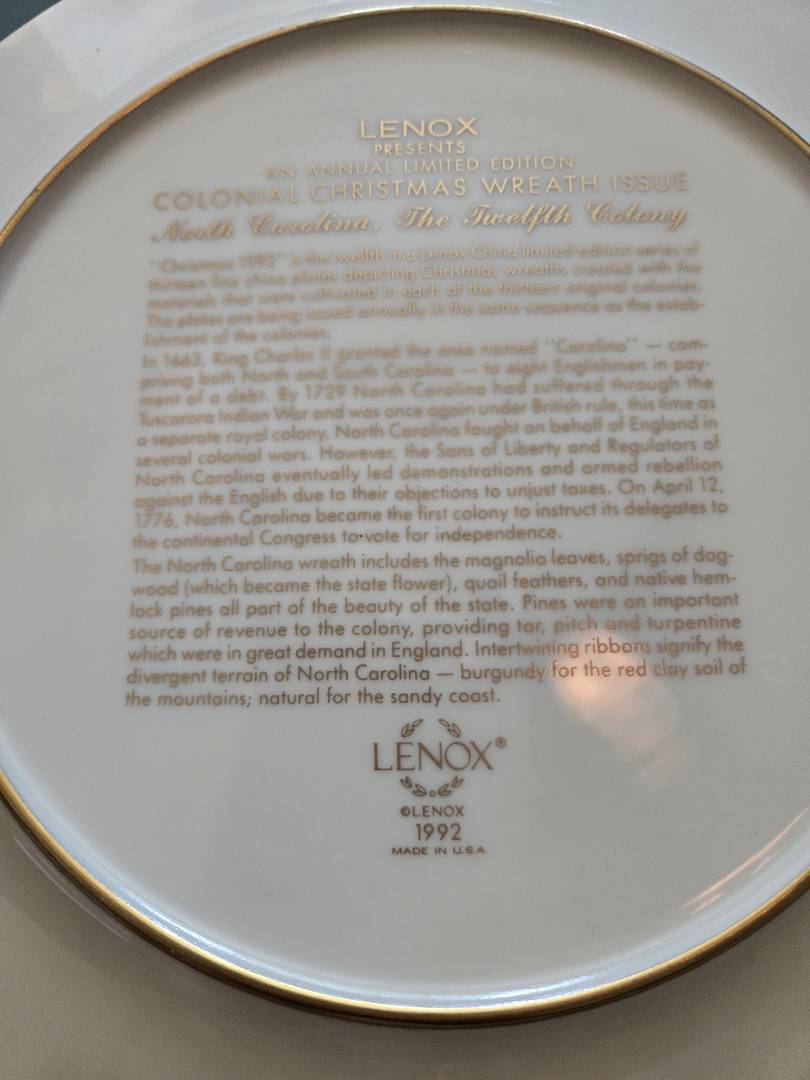 LENOX
PRESENTS
AN ANNUAL LIMITED EDITION
COLONIAL CHRISTMAS WREATH ISSUE
North Carolina, The Twelfth Colony
"Christmas 1992" is the twelfth in a Lenox China limited edition series of
thirteen fine china plates depicting Christmas wreaths created with the
materials that were cultivated in each of the thirteen original colonies.
The plates are being issued annually in the same sequence as the estab-
lishment of the colonies.
In 1663, King Charles II granted the area named "Carolina" — com-
prising both North and South Carolina — to eight Englishmen in pay-
ment of a debt. By 1729 North Carolina had suffered through the
Tuscarora Indian War and was once again under British rule, this time as
a separate royal colony. North Carolina fought on behalf of England in
several colonial wars. However, the Sons of Liberty and Regulators of
North Carolina eventually led demonstrations and armed rebellion
against the English due to their objections to unjust taxes. On April 12,
1776, North Carolina became the first colony to instruct its delegates to
the continental Congress to vote for independence.
The North Carolina wreath includes the magnolia leaves, sprigs of dog-
wood (which became the state flower), quail feathers, and native hem-
lock pines all part of the beauty of the state. Pines were an important
source of revenue to the colony, providing tar, pitch and turpentine
which were in great demand in England. Intertwining ribbons signify the
divergent terrain of North Carolina — burgundy for the red clay soil of
the mountains; natural for the sandy coast.
LENOX®
©LENOX
1992
MADE IN U.S.A.